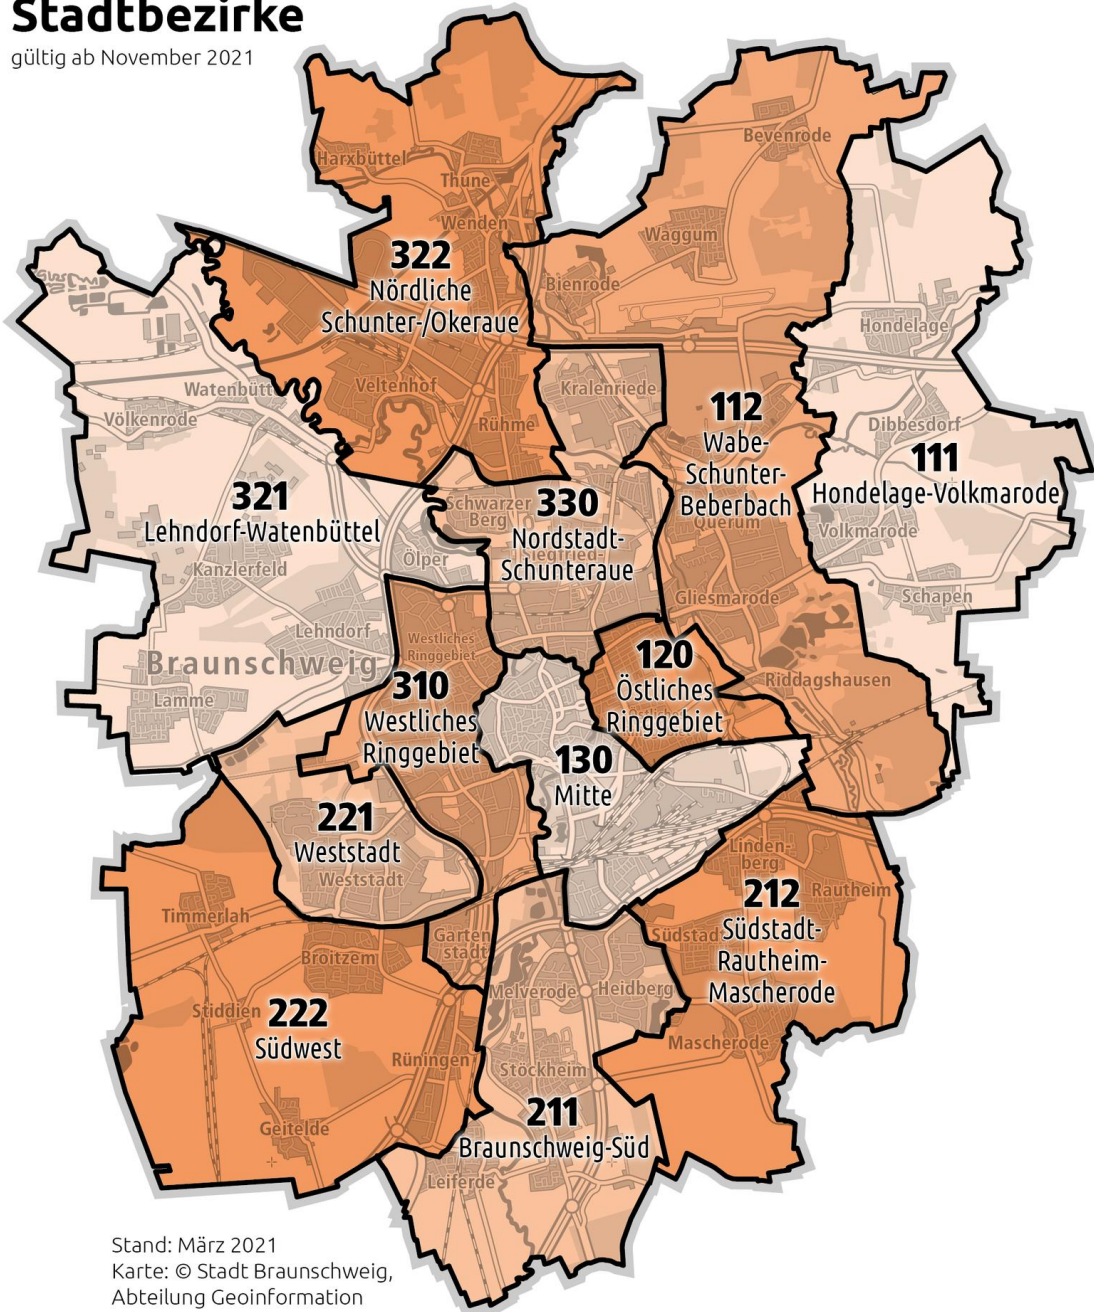 Stadtbezirke
gültig ab November 2021
Bevenrode
Harxbüttel
Thune
Wenden
Waggum
322
Nördliche
Schunter-/Okeraue
Bienrode
Hondelage
Veltenhof
Kralenriede
Watenbütt
Völkenrode
Rühme
112
Wabe-
Schunter-
Beberbach
Dibbesdorf
111
Hondelage-Volkmarode
321
Lehndorf-Watenbüttel
Schwarzer
Berg
330
Nordstadt-
Siegfried-
Schunteraue
Querum
Volkmarode
Ölper
Kanzlerfeld
Gliesmarode
Schapen
Lehndorf
Westliches
Ringgebiet
Braunschweig
120
Östliches
Ringgebiet
Riddagshausen
Lamme
310
Westliches
Ringgebiet
130
Mitte
221
Weststadt
Weststadt
Linden-
berg
Rautheim
212
Südstadt-
Rautheim-
Mascherode
Timmerlah
Garten
stadt
Südstad
Broitzem
Melverode
Heidberg
Stiddien
222
Südwest
Mascherode
Rüningen
Stöckheim
211
Braunschweig-Süd
Geitelde
Leiferde
Stand: März 2021
Karte: © Stadt Braunschweig,
Abteilung Geoinformation